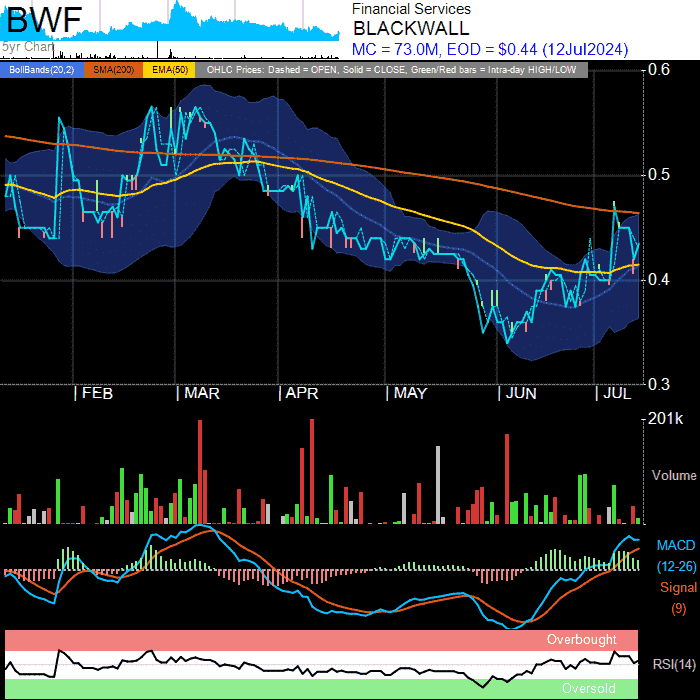 BWF
5yr Chart
Financial Services
BLACKWALL
MC = 73.0M, EOD = $0.44 (12Jul2024)
BollBands(20,2) SMA(200) EMA(50) OHLC Prices: Dashed = OPEN, Solid = CLOSE, Green/Red bars = Intra-day HIGH/LOW
0.6
0.5
0.4
0.3
| FEB | MAR | APR | MAY | JUN | JUL
201k
Volume
MACD
(12-26)
Signal
(9)
Overbought
RSI(14)
Oversold